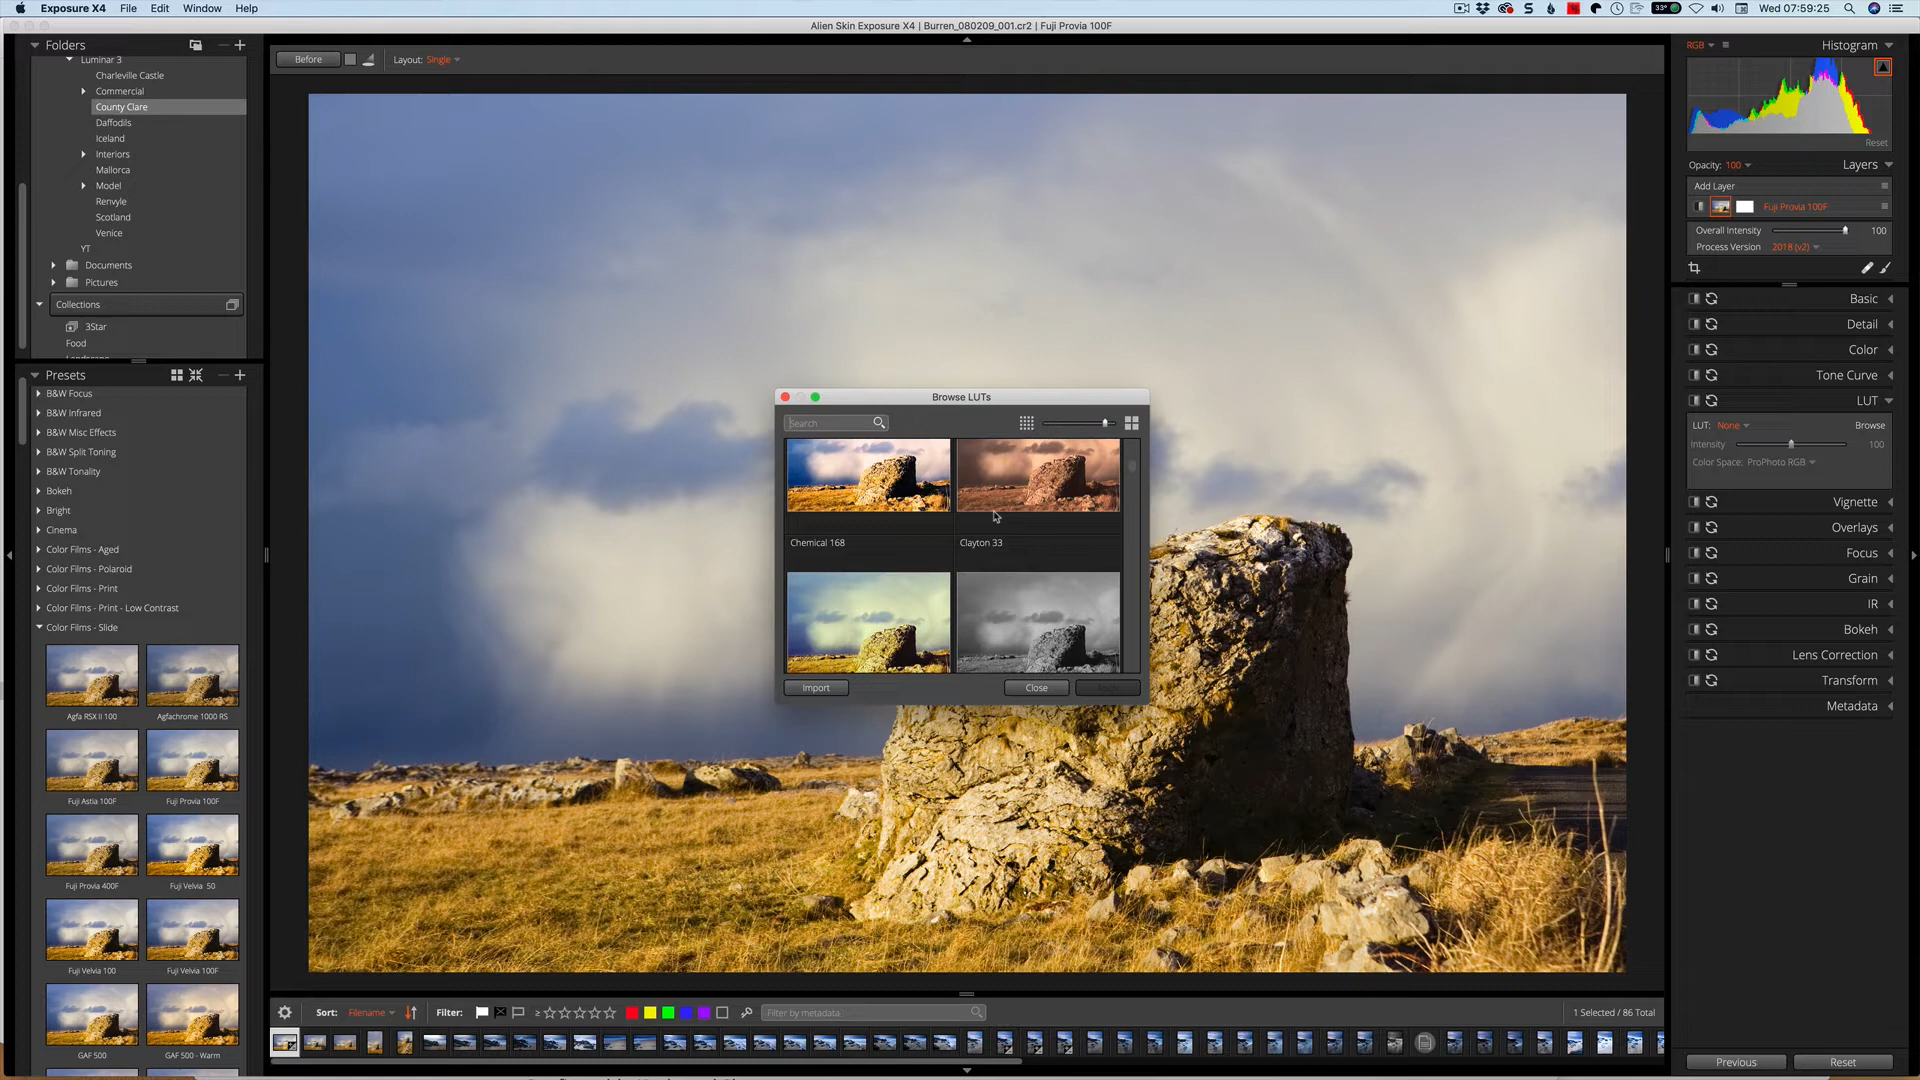 Exposure X4 File Edit Window Help
33°
Wed 07:59:25
Alien Skin Exposure X4 | Burren_080209_001.cr2 | Fuji Provia 100F
Folders
Luminar 3
Charleville Castle
Commercial
County Clare
Daffodils
Iceland
Interiors
Mallorca
Model
Renvyle
Scotland
Venice
YT
Documents
Pictures
Collections
3Star
Food
Presets
B&W Focus
B&W Infrared
B&W Misc Effects
B&W Split Toning
B&W Tonality
Bokeh
Bright
Cinema
Color Films - Aged
Color Films - Polaroid
Color Films - Print
Color Films - Print - Low Contrast
Color Films - Slide
Agfa RSX II 100 Agfachrome 1000 RS
Fuji Astia 100F Fuji Provia 100F
Fuji Provia 400F Fuji Velvia 50
Fuji Velvia 100 Fuji Velvia 100F
GAF 500 GAF 500 - Warm
Before Layout: Single
Browse LUTs
Search
Chemical 168 Clayton 33
Import Close
Sort: Filename Filter: ≥ Filter by metadata 1 Selected / 86 Total
RGB Histogram
Reset
Opacity: 100 Layers
Add Layer
Fuji Provia 100F
Overall Intensity 100
Process Version 2018 (v2)
Basic
Detail
Color
Tone Curve
LUT
LUT: None Browse
Intensity 100
Color Space: ProPhoto RGB
Vignette
Overlays
Focus
Grain
IR
Bokeh
Lens Correction
Transform
Metadata
Previous Reset